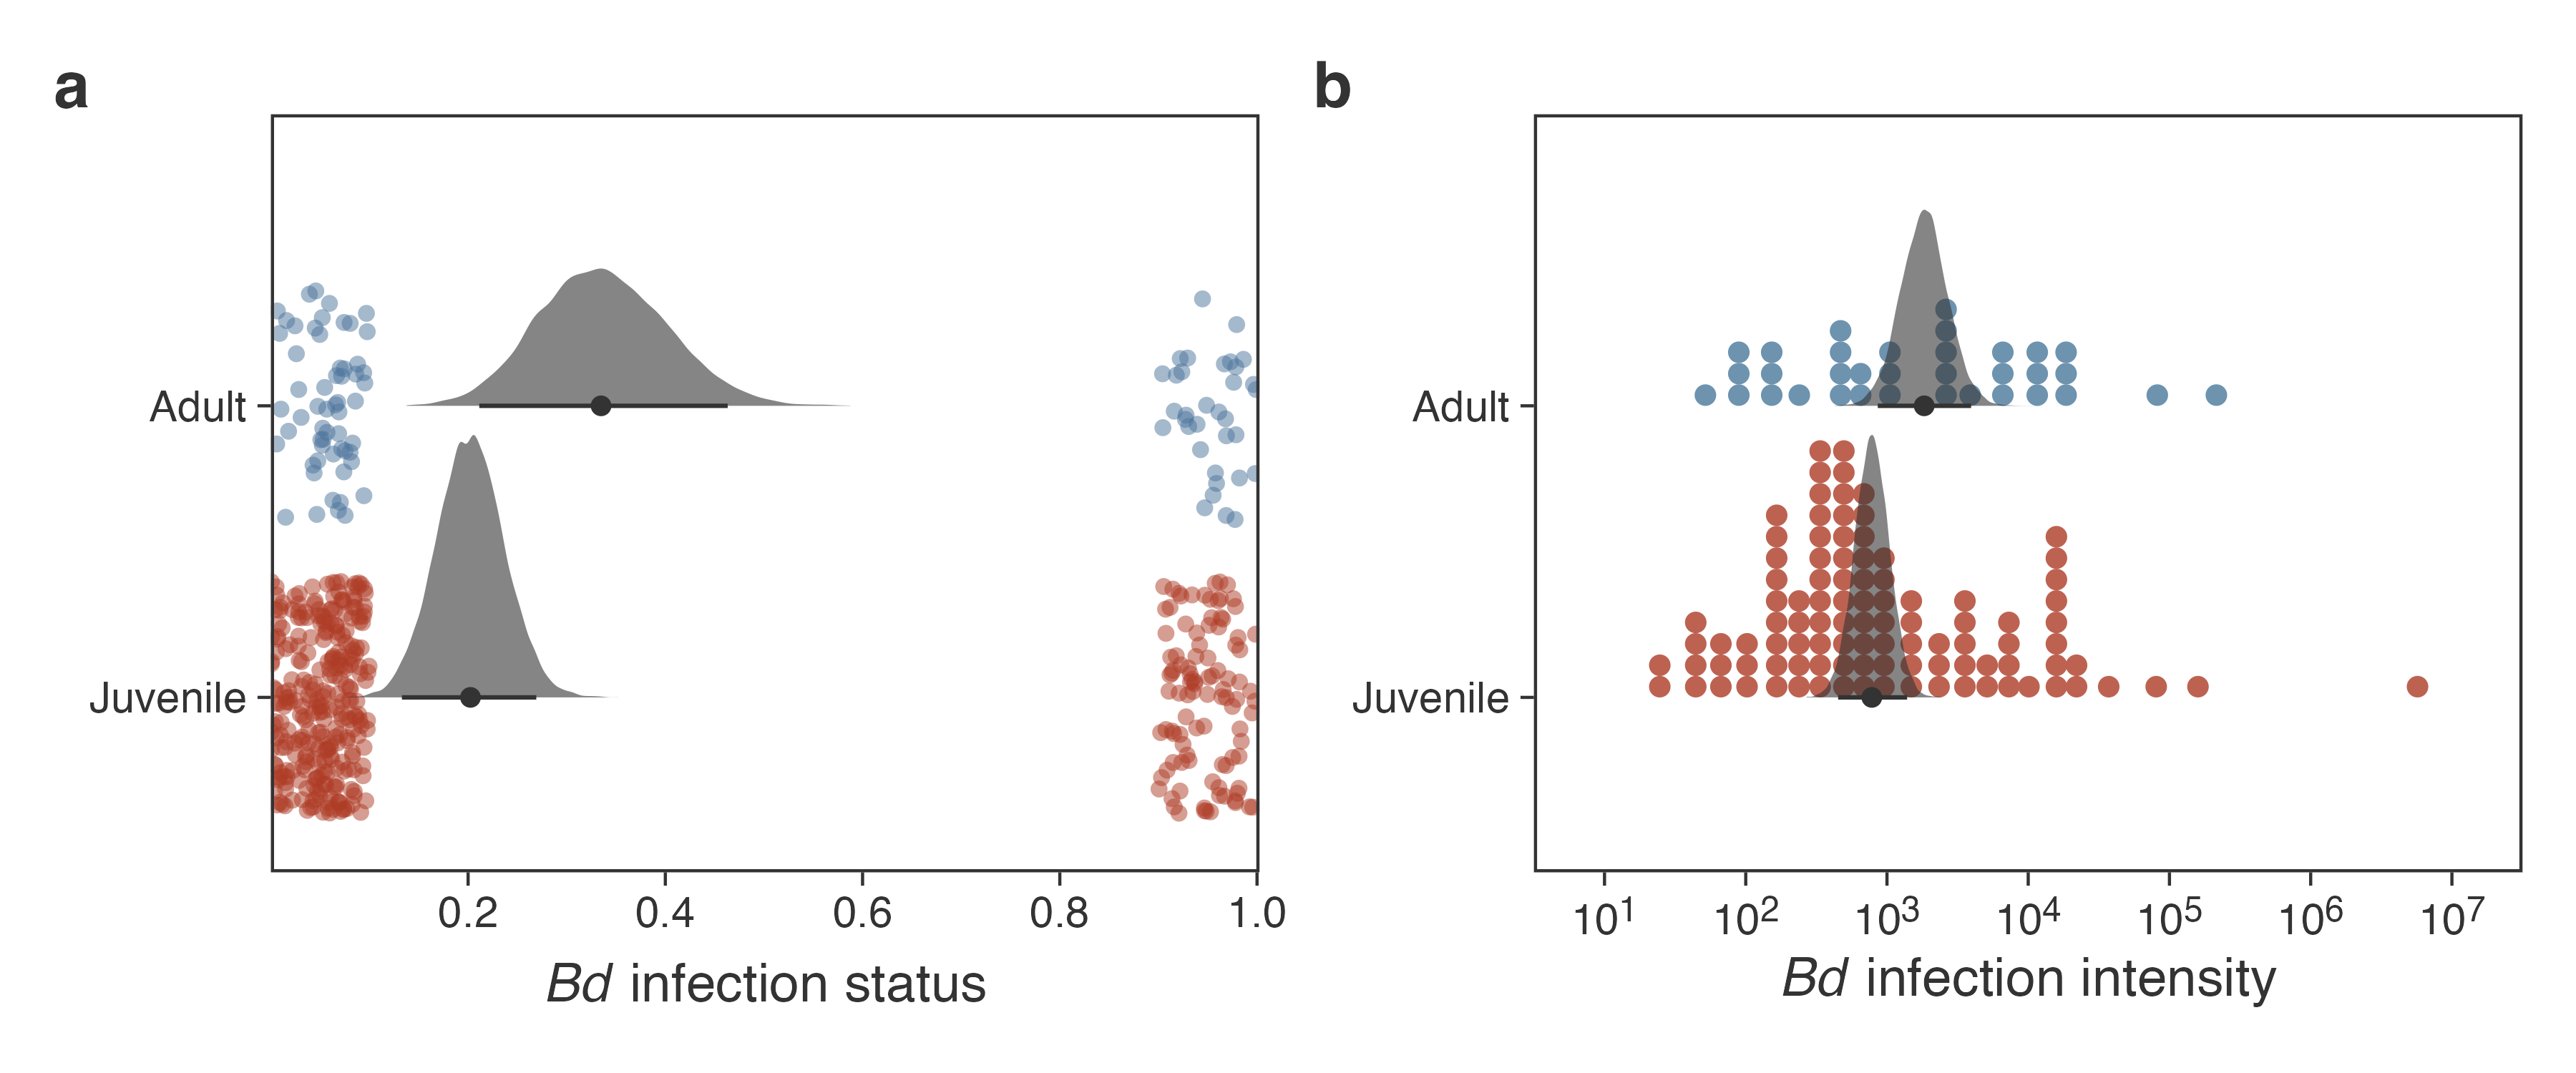 a
Adult
Juvenile
0.2 0.4 0.6 0.8 1.0
Bd infection status
b
Adult
Juvenile
10¹ 10² 10³ 10⁴ 10⁵ 10⁶ 10⁷
Bd infection intensity